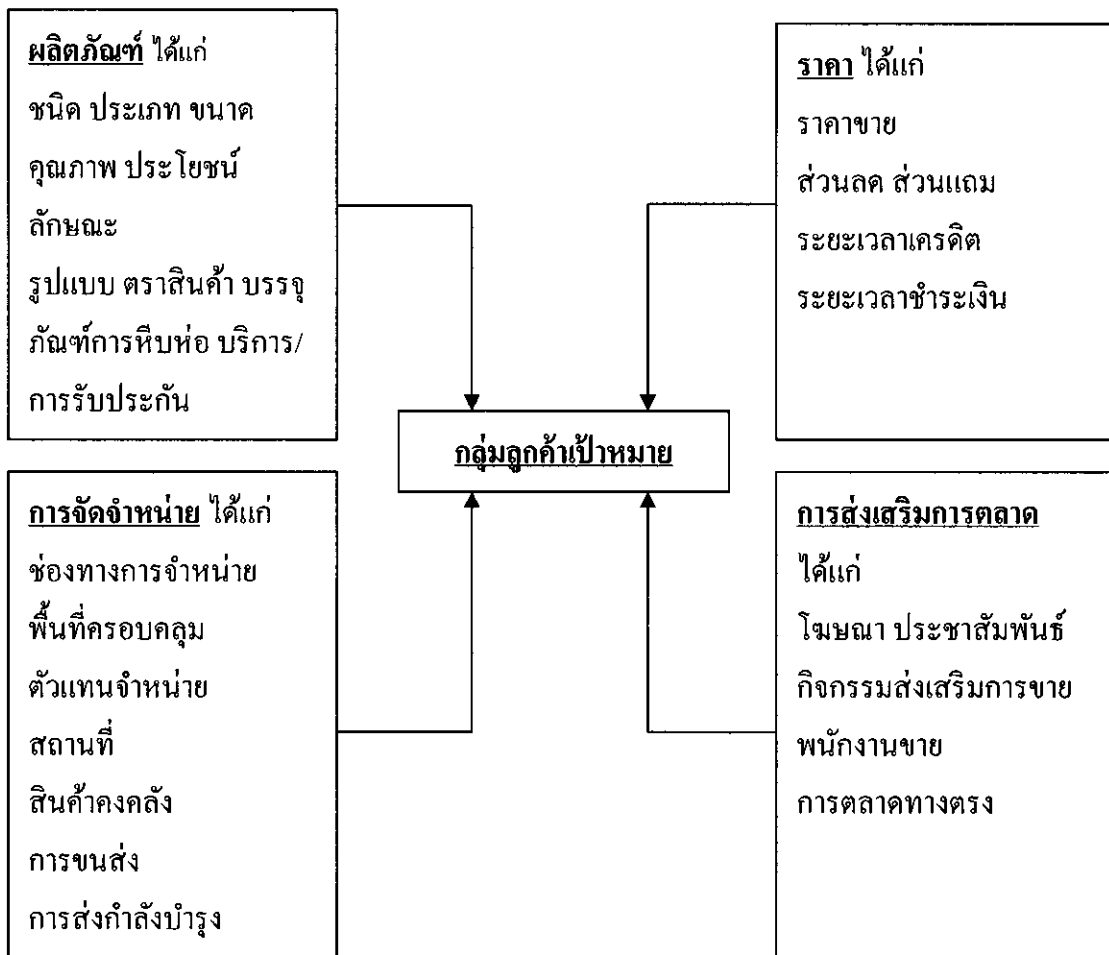 ผลิตภัณฑ์ ได้แก่
ชนิด ประเภท ขนาด
คุณภาพ ประโยชน์
ลักษณะ
รูปแบบ ตราสินค้า บรรจุ
ภัณฑ์การหีบห่อ บริการ/
การรับประกัน
ราคา ได้แก่
ราคาขาย
ส่วนลด ส่วนแถม
ระยะเวลาเครดิต
ระยะเวลาชำระเงิน
กลุ่มลูกค้าเป้าหมาย
การจัดจำหน่าย ได้แก่
ช่องทางการจำหน่าย
พื้นที่ครอบคลุม
ตัวแทนจำหน่าย
สถานที่
สินค้าคงคลัง
การขนส่ง
การส่งกำลังบำรุง
การส่งเสริมการตลาด
ได้แก่
โฆษณา ประชาสัมพันธ์
กิจกรรมส่งเสริมการขาย
พนักงานขาย
การตลาดทางตรง